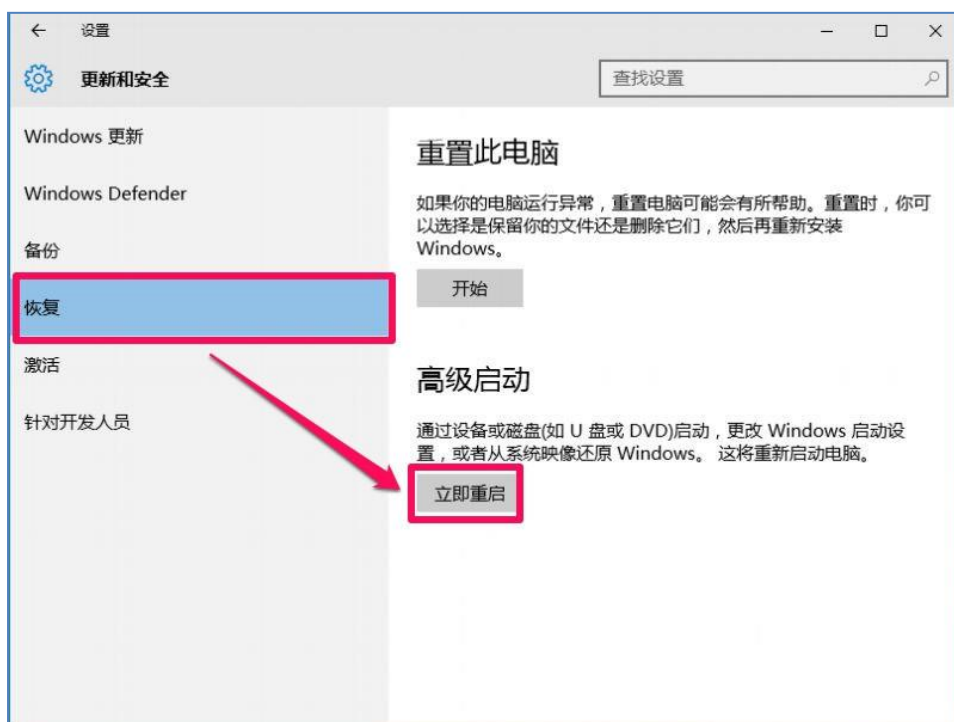 设置
更新和安全
查找设置
Windows 更新
Windows Defender
备份
恢复
激活
针对开发人员
重置此电脑
如果你的电脑运行异常，重置电脑可能会有所帮助。重置时，你可
以选择是保留你的文件还是删除它们，然后再重新安装
Windows。
开始
高级启动
通过设备或磁盘(如 U 盘或 DVD)启动，更改 Windows 启动设
置，或者从系统映像还原 Windows。 这将重新启动电脑。
立即重启